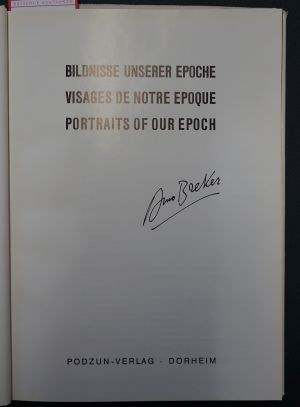 BILDNISSE UNSERER EPOCHE
VISAGES DE NOTRE EPOQUE
PORTRAITS OF OUR EPOCH
Arno Breker
PODZUN-VERLAG · DORHEIM